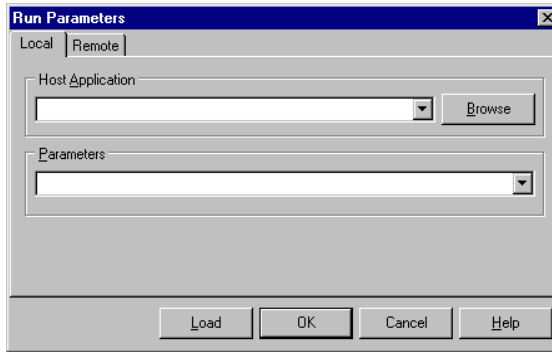 Run Parameters
Local Remote
Host Application
Browse
Parameters
Load OK Cancel Help